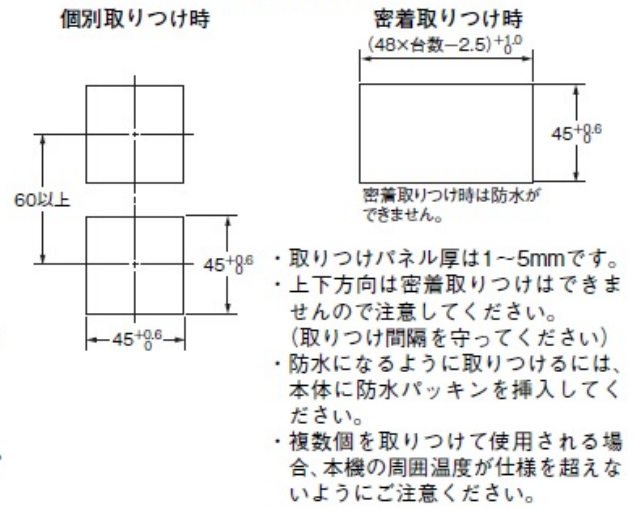 個別取りつけ時
60以上
45+0.6 0
45+0.6 0
密着取りつけ時
(48×台数−2.5)+1.0 0
45+0.6 0
密着取りつけ時は防水が
できません。
・取りつけパネル厚は1〜5mmです。
・上下方向は密着取りつけはできま
せんので注意してください。
(取りつけ間隔を守ってください)
・防水になるように取りつけるには、
本体に防水パッキンを挿入してく
ださい。
・複数個を取りつけて使用される場
合、本機の周囲温度が仕様を超えな
いようにご注意ください。